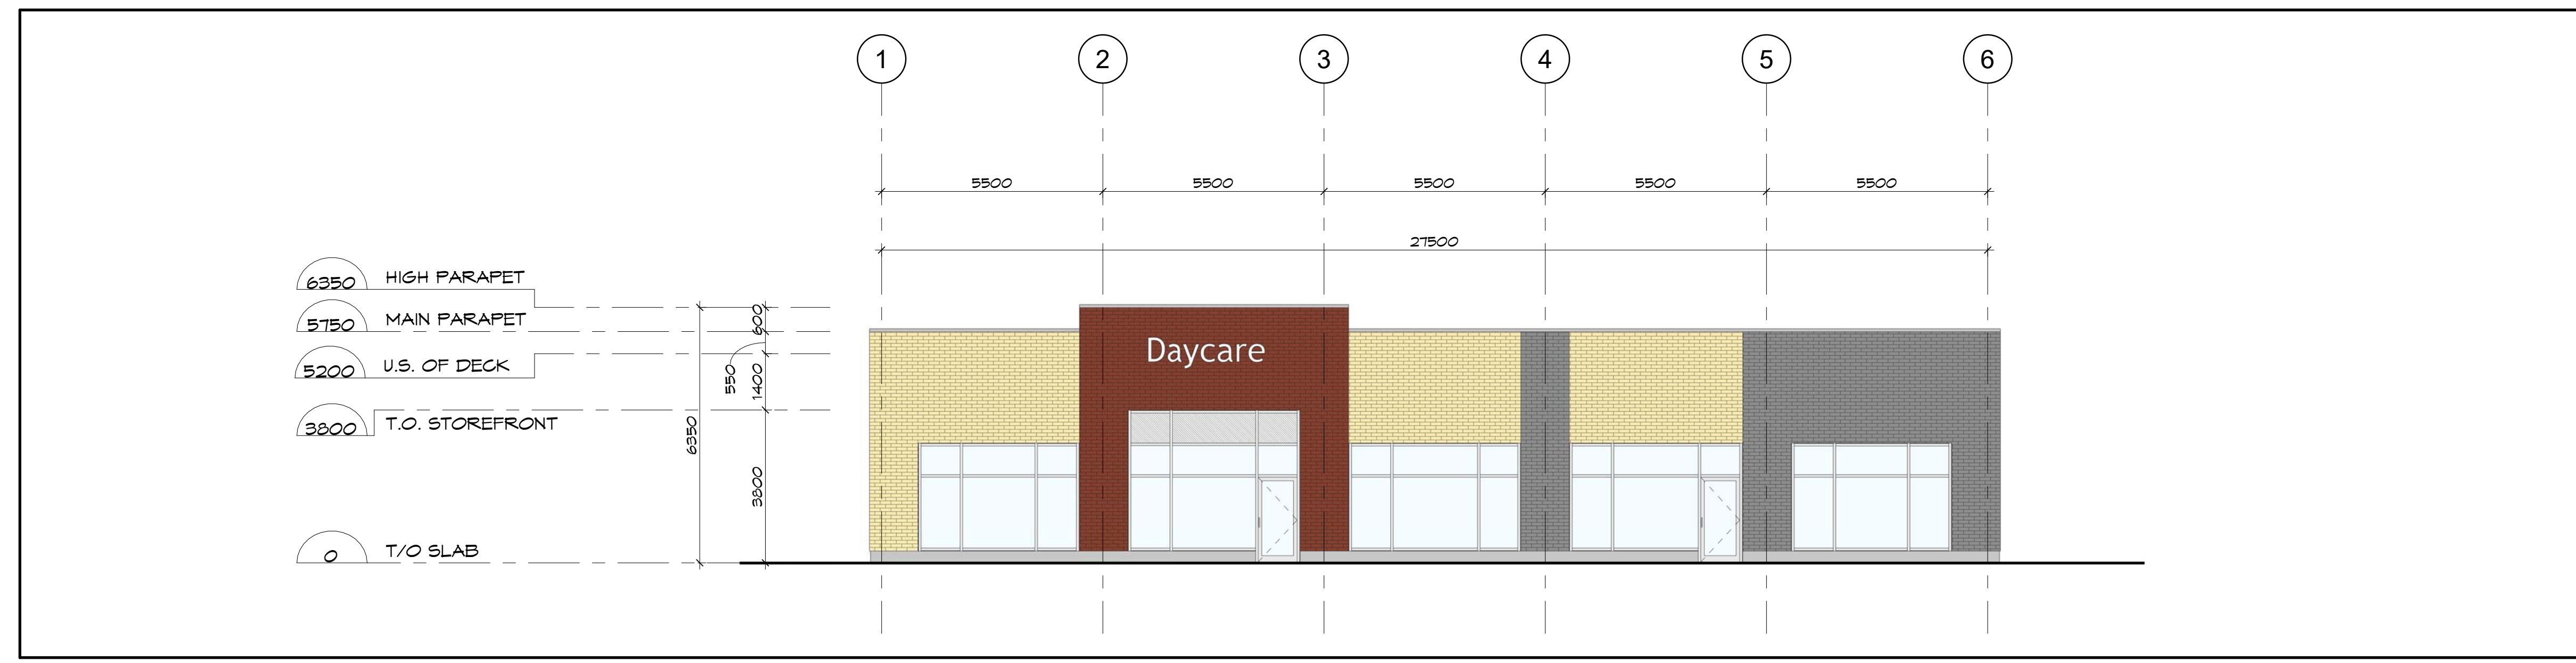 1 2 3 4 5 6
5500 5500 5500 5500 5500
27500
6350 HIGH PARAPET
5750 MAIN PARAPET
5200 U.S. OF DECK
3800 T.O. STOREFRONT
0 T/O SLAB
600
550
1400
6350
3800
Daycare